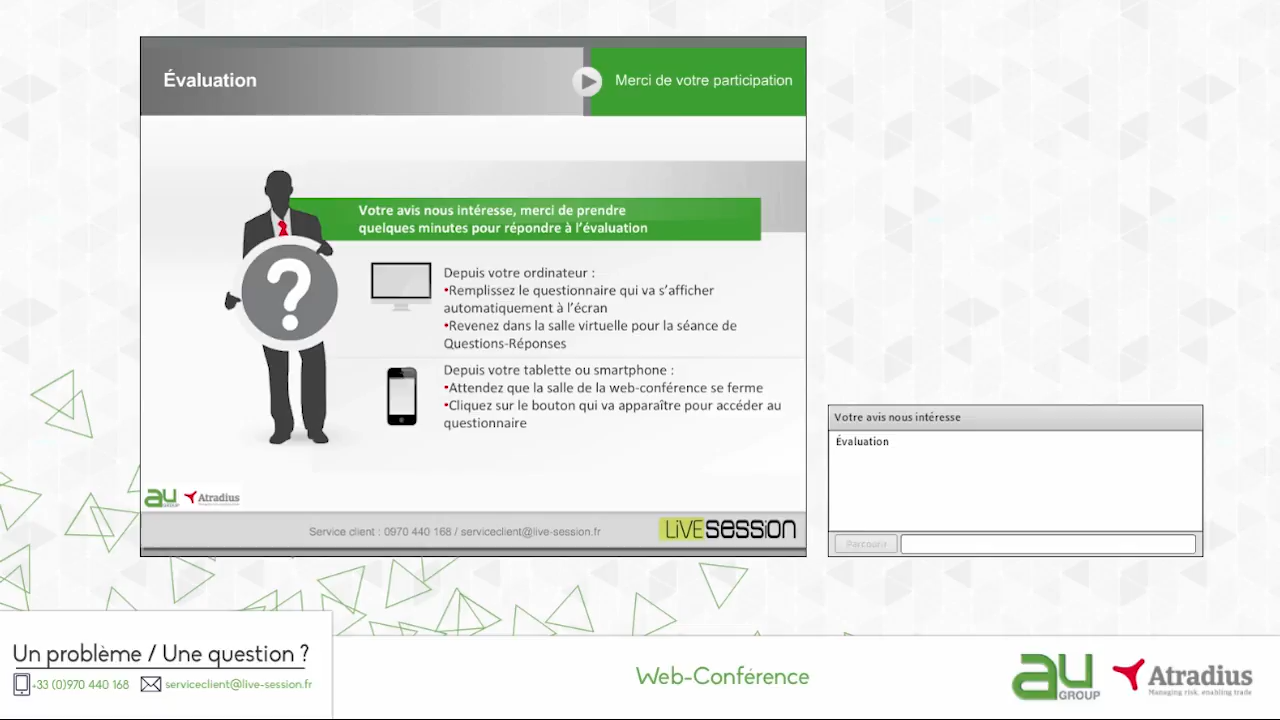 Évaluation
Merci de votre participation
Votre avis nous intéresse, merci de prendre
quelques minutes pour répondre à l'évaluation
?
Depuis votre ordinateur :
•Remplissez le questionnaire qui va s'afficher
automatiquement à l'écran
•Revenez dans la salle virtuelle pour la séance de
Questions-Réponses
Depuis votre tablette ou smartphone :
•Attendez que la salle de la web-conférence se ferme
•Cliquez sur le bouton qui va apparaître pour accéder au
questionnaire
au GROUP Atradius
Service client : 0970 440 168 / serviceclient@live-session.fr
LiVESESSiON
Votre avis nous intéresse
Évaluation
Parcourir
Un problème / Une question ?
+33 (0)970 440 168 serviceclient@live-session.fr
Web-Conférence
au GROUP
Atradius
Managing risk, enabling trade